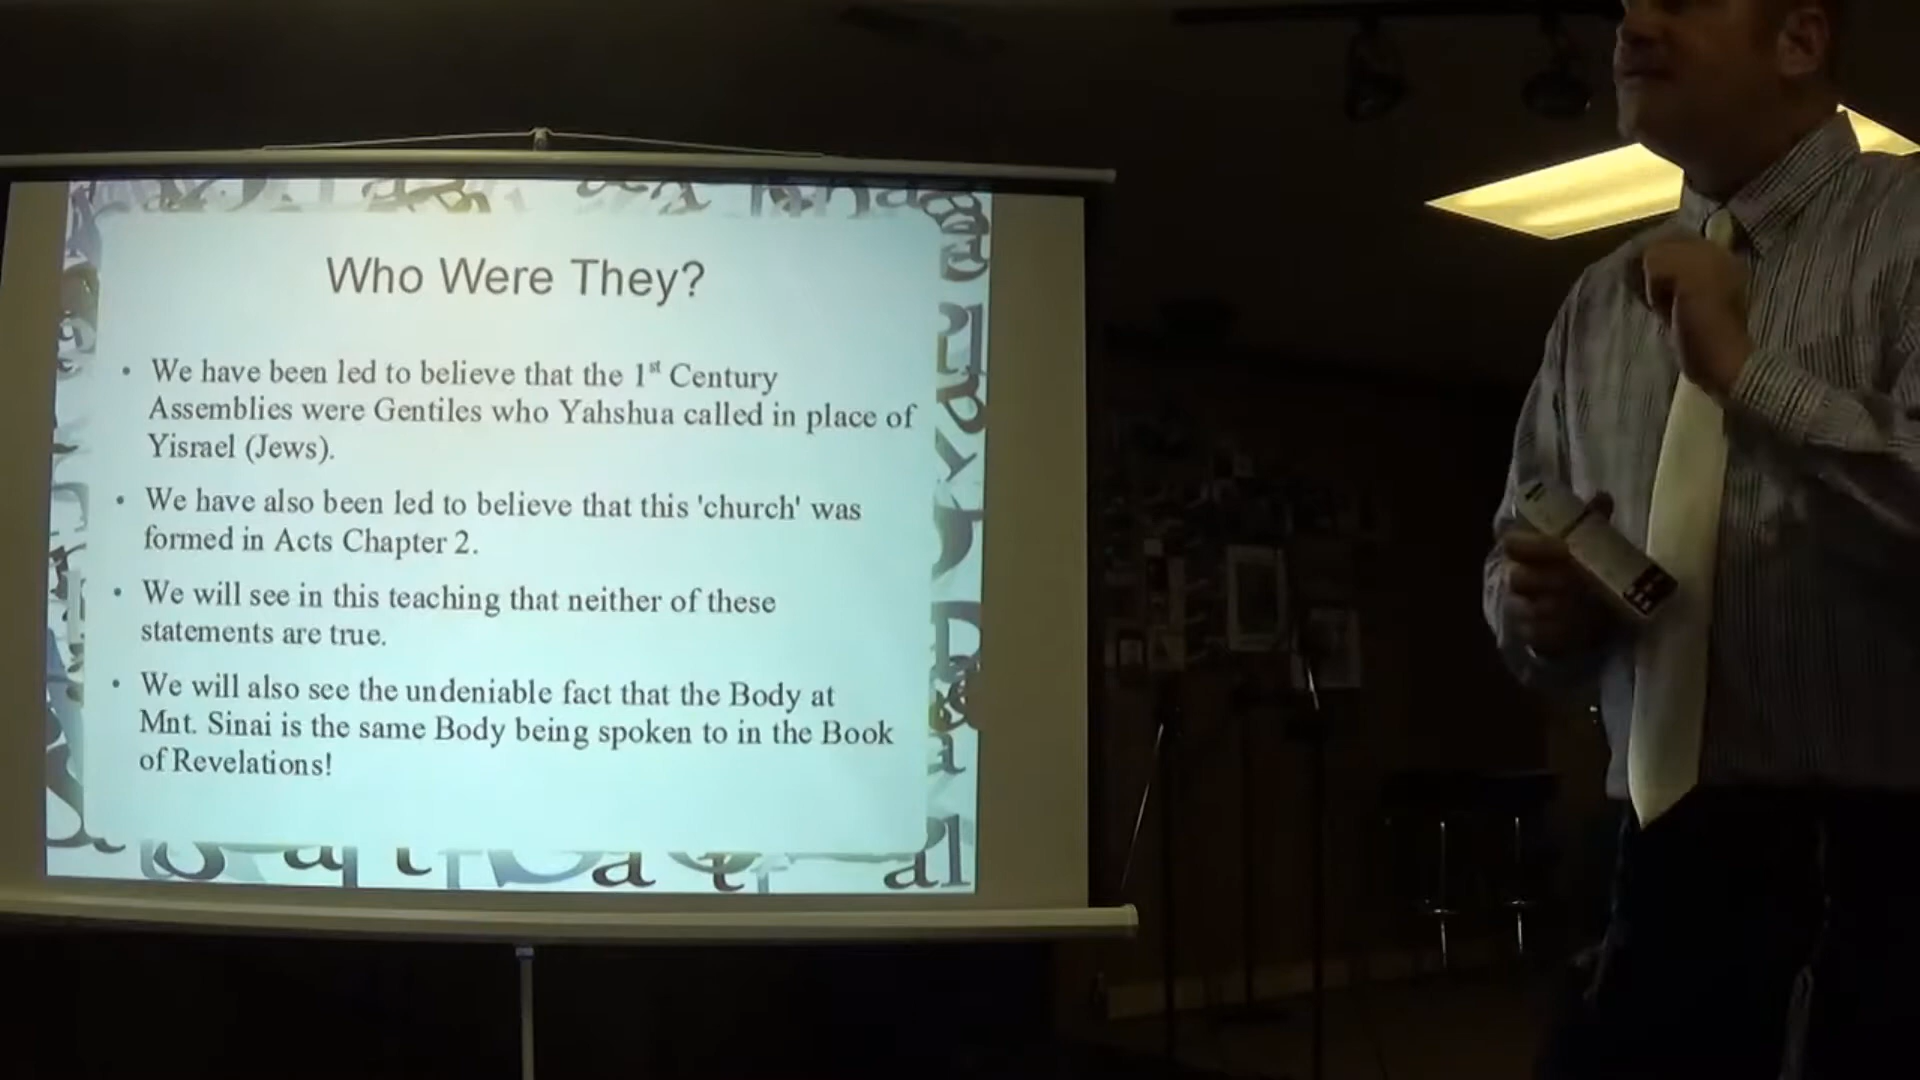 Who Were They?
• We have been led to believe that the 1st Century
Assemblies were Gentiles who Yahshua called in place of
Yisrael (Jews).
• We have also been led to believe that this 'church' was
formed in Acts Chapter 2.
• We will see in this teaching that neither of these
statements are true.
• We will also see the undeniable fact that the Body at
Mnt. Sinai is the same Body being spoken to in the Book
of Revelations!